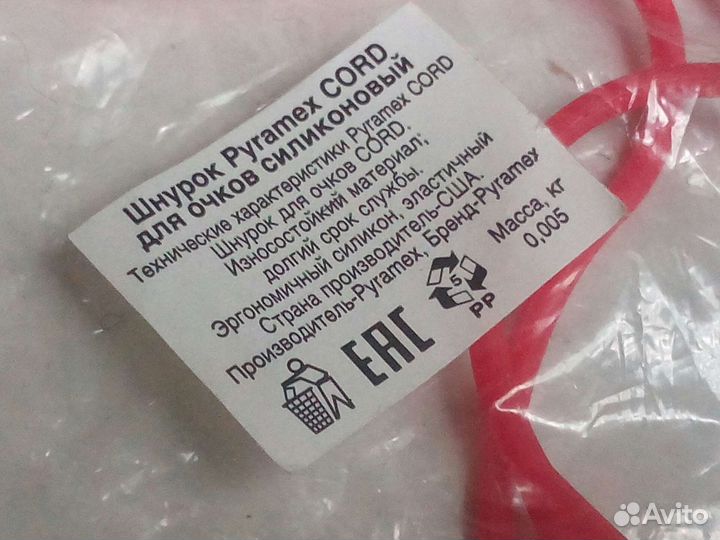 Шнурок Pyramex CORD
для очков силиконовый
Технические характеристики Pyramex CORD
Шнурок для очков CORD.
Износостойкий материал;
долгий срок службы,
Эргономичный силикон, эластичный
Страна производитель-США.
Производитель-Pyramex, Бренд-Pyramex
Масса, кг
0,005
EAC
5
PP
Avito